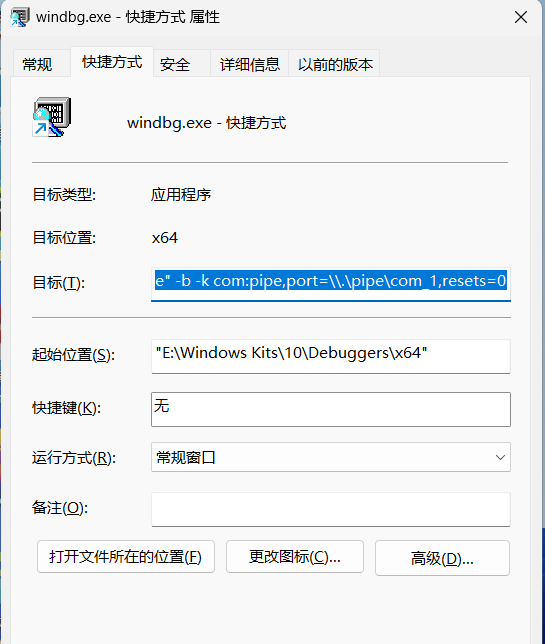 windbg.exe - 快捷方式 属性
常规 快捷方式 安全 详细信息 以前的版本
windbg.exe - 快捷方式
目标类型: 应用程序
目标位置: x64
目标(T): e" -b -k com:pipe,port=\\.\pipe\com_1,resets=0
起始位置(S): "E:\Windows Kits\10\Debuggers\x64"
快捷键(K): 无
运行方式(R): 常规窗口
备注(O):
打开文件所在的位置(F) 更改图标(C)... 高级(D)...